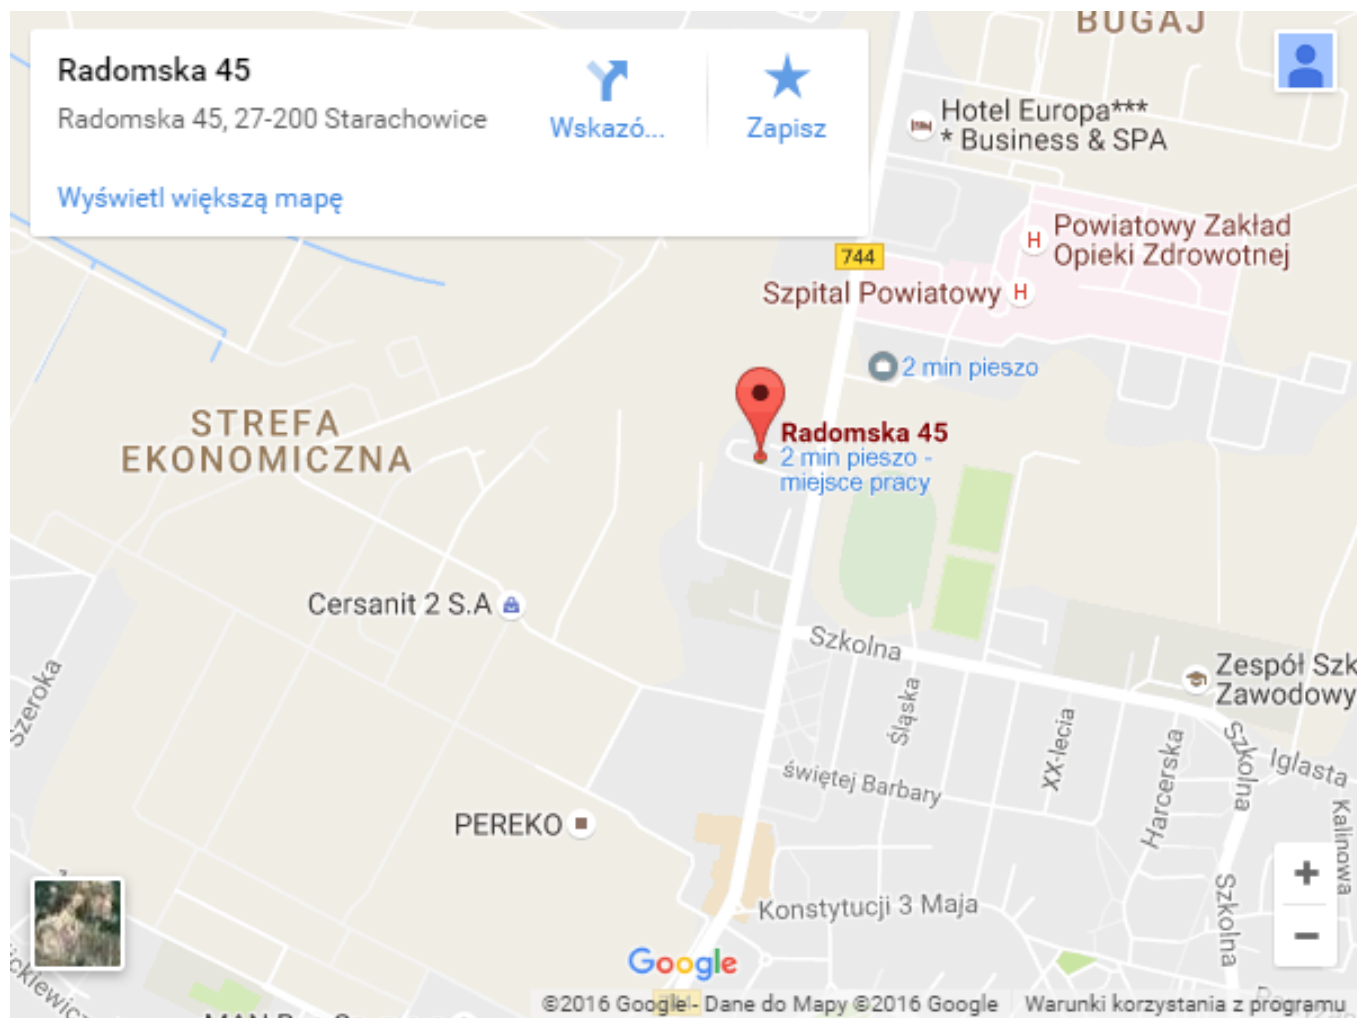 BUGAJ
Radomska 45
Radomska 45, 27-200 Starachowice
Wskazó...
Zapisz
Wyświetl większą mapę
Hotel Europa***
* Business & SPA
Powiatowy Zakład
Opieki Zdrowotnej
744
Szpital Powiatowy
2 min pieszo
STREFA
EKONOMICZNA
Radomska 45
2 min pieszo -
miejsce pracy
Cersanit 2 S.A
Szkolna
Zespół Szk
Zawodowy
Szeroka
Śląska
XX-lecia
Harcerska
Szkolna
Iglasta
świętej Barbary
Kalinowa
PEREKO
Konstytucji 3 Maja
Szkolna
Google
©2016 Google - Dane do Mapy ©2016 Google
Warunki korzystania z programu